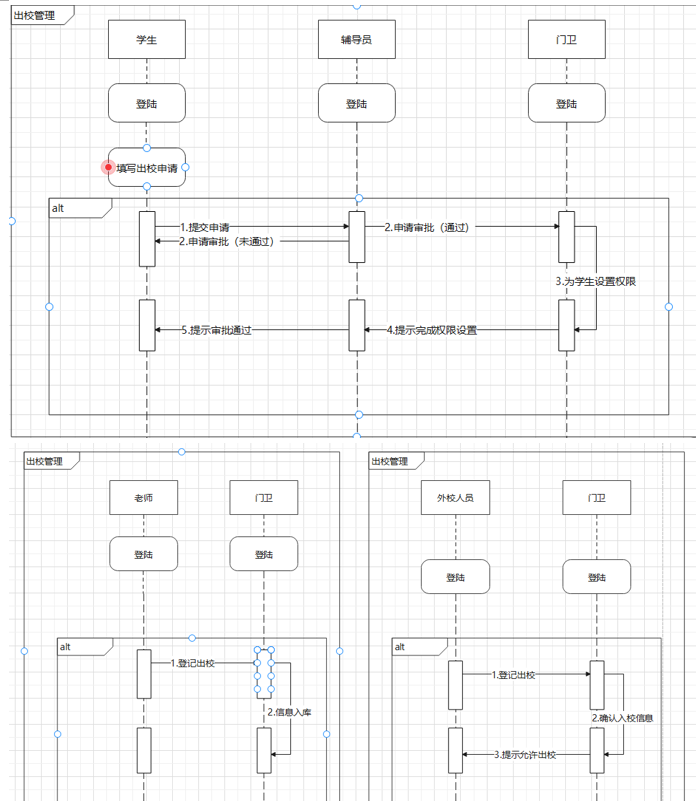 出校管理
学生
辅导员
门卫
登陆
登陆
登陆
填写出校申请
alt
1.提交申请
2.申请审批（通过）
2.申请审批（未通过）
3.为学生设置权限
5.提示审批通过
4.提示完成权限设置
出校管理
老师
门卫
登陆
登陆
alt
1.登记出校
2.信息入库
出校管理
外校人员
门卫
登陆
登陆
alt
1.登记出校
2.确认入校信息
3.提示允许出校